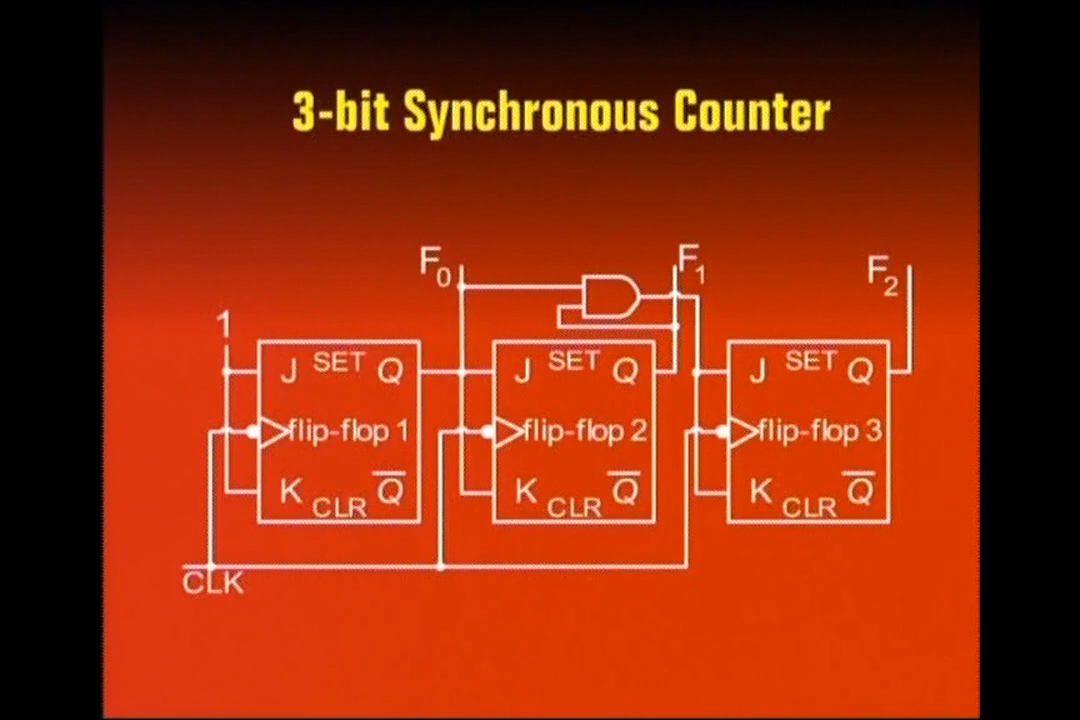 3-bit Synchronous Counter
F0
F1
F2
1
J SET Q
flip-flop 1
K CLR Q̅
J SET Q
flip-flop 2
K CLR Q̅
J SET Q
flip-flop 3
K CLR Q̅
CLK